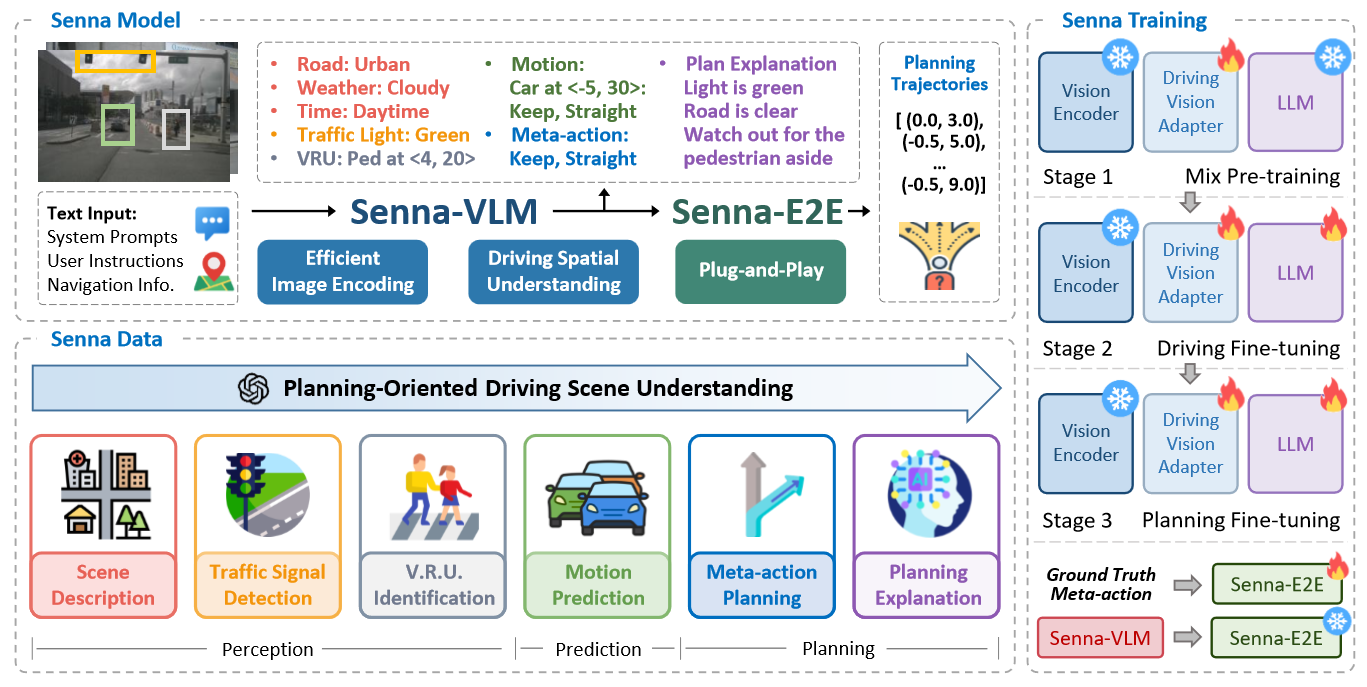 Senna Model
• Road: Urban
• Weather: Cloudy
• Time: Daytime
• Traffic Light: Green
• VRU: Ped at <4, 20>
• Motion:
Car at <-5, 30>:
Keep, Straight
• Meta-action:
Keep, Straight
• Plan Explanation
Light is green
Road is clear
Watch out for the
pedestrian aside
Planning
Trajectories
[ (0.0, 3.0),
(-0.5, 5.0),
...
(-0.5, 9.0)]
Text Input:
System Prompts
User Instructions
Navigation Info.
Senna-VLM
Senna-E2E
Efficient
Image Encoding
Driving Spatial
Understanding
Plug-and-Play
?
Senna Data
Planning-Oriented Driving Scene Understanding
AI
Scene
Description
Traffic Signal
Detection
V.R.U.
Identification
Motion
Prediction
Meta-action
Planning
Planning
Explanation
Perception
Prediction
Planning
Senna Training
Vision
Encoder
Driving
Vision
Adapter
LLM
Stage 1
Mix Pre-training
Vision
Encoder
Driving
Vision
Adapter
LLM
Stage 2
Driving Fine-tuning
Vision
Encoder
Driving
Vision
Adapter
LLM
Stage 3
Planning Fine-tuning
Ground Truth
Meta-action
Senna-E2E
Senna-VLM
Senna-E2E